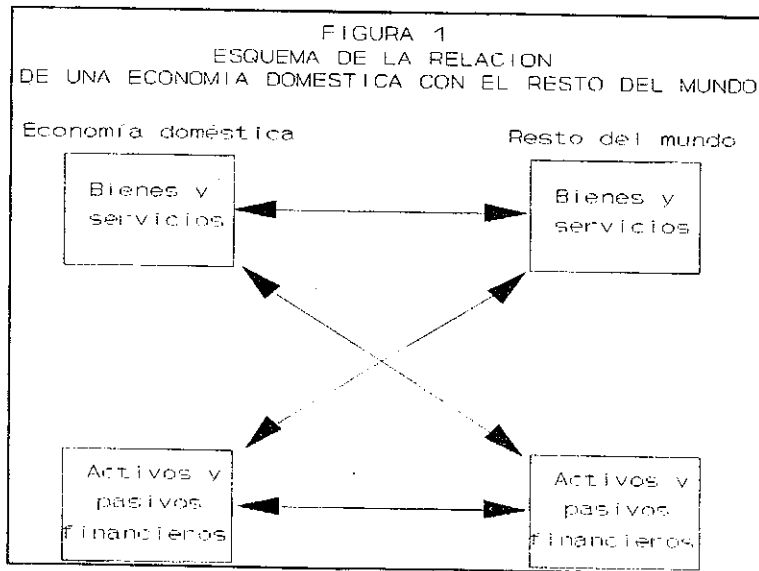 FIGURA 1
ESQUEMA DE LA RELACION
DE UNA ECONOMIA DOMESTICA CON EL RESTO DEL MUNDO
Economía doméstica
Resto del mundo
Bienes y
servicios
Bienes y
servicios
Activos y
pasivos
financieros
Activos y
pasivos
financieros